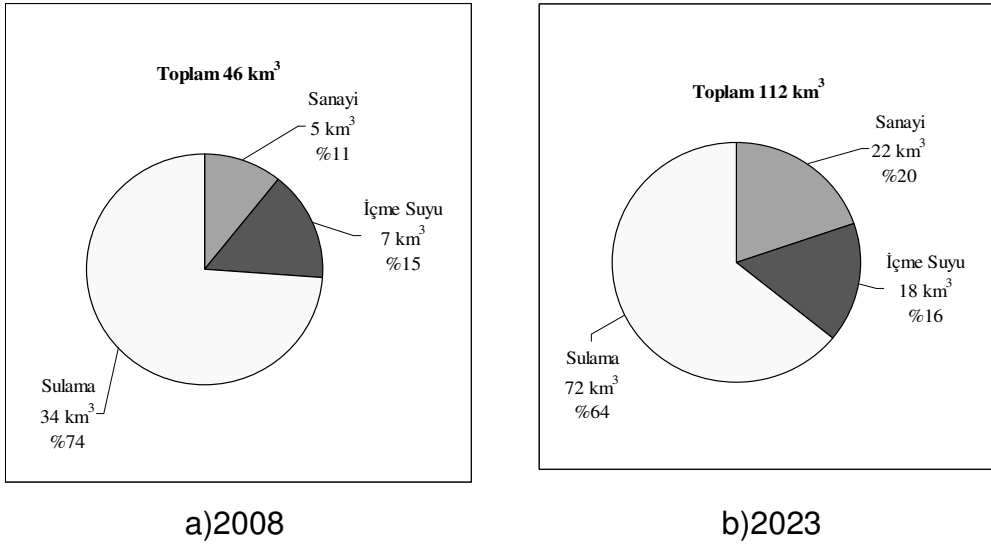 Toplam 46 km³
Sanayi
5 km³
%11
İçme Suyu
7 km³
%15
Sulama
34 km³
%74
a)2008
Toplam 112 km³
Sanayi
22 km³
%20
İçme Suyu
18 km³
%16
Sulama
72 km³
%64
b)2023